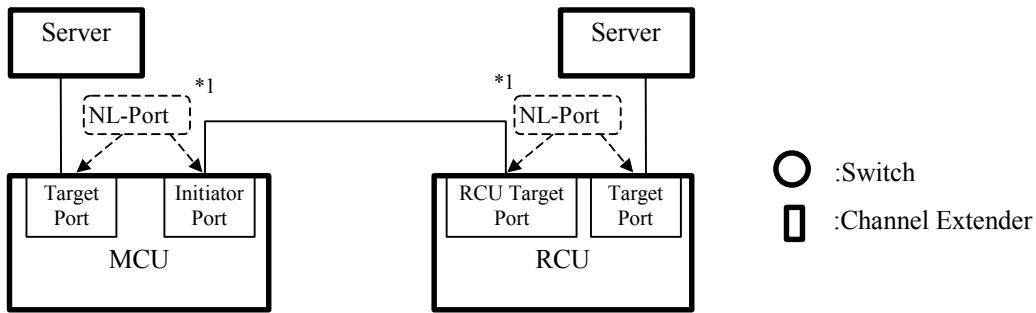 Server
Server
*1
*1
NL-Port
NL-Port
Target
Port
Initiator
Port
RCU Target
Port
Target
Port
MCU
RCU
:Switch
:Channel Extender